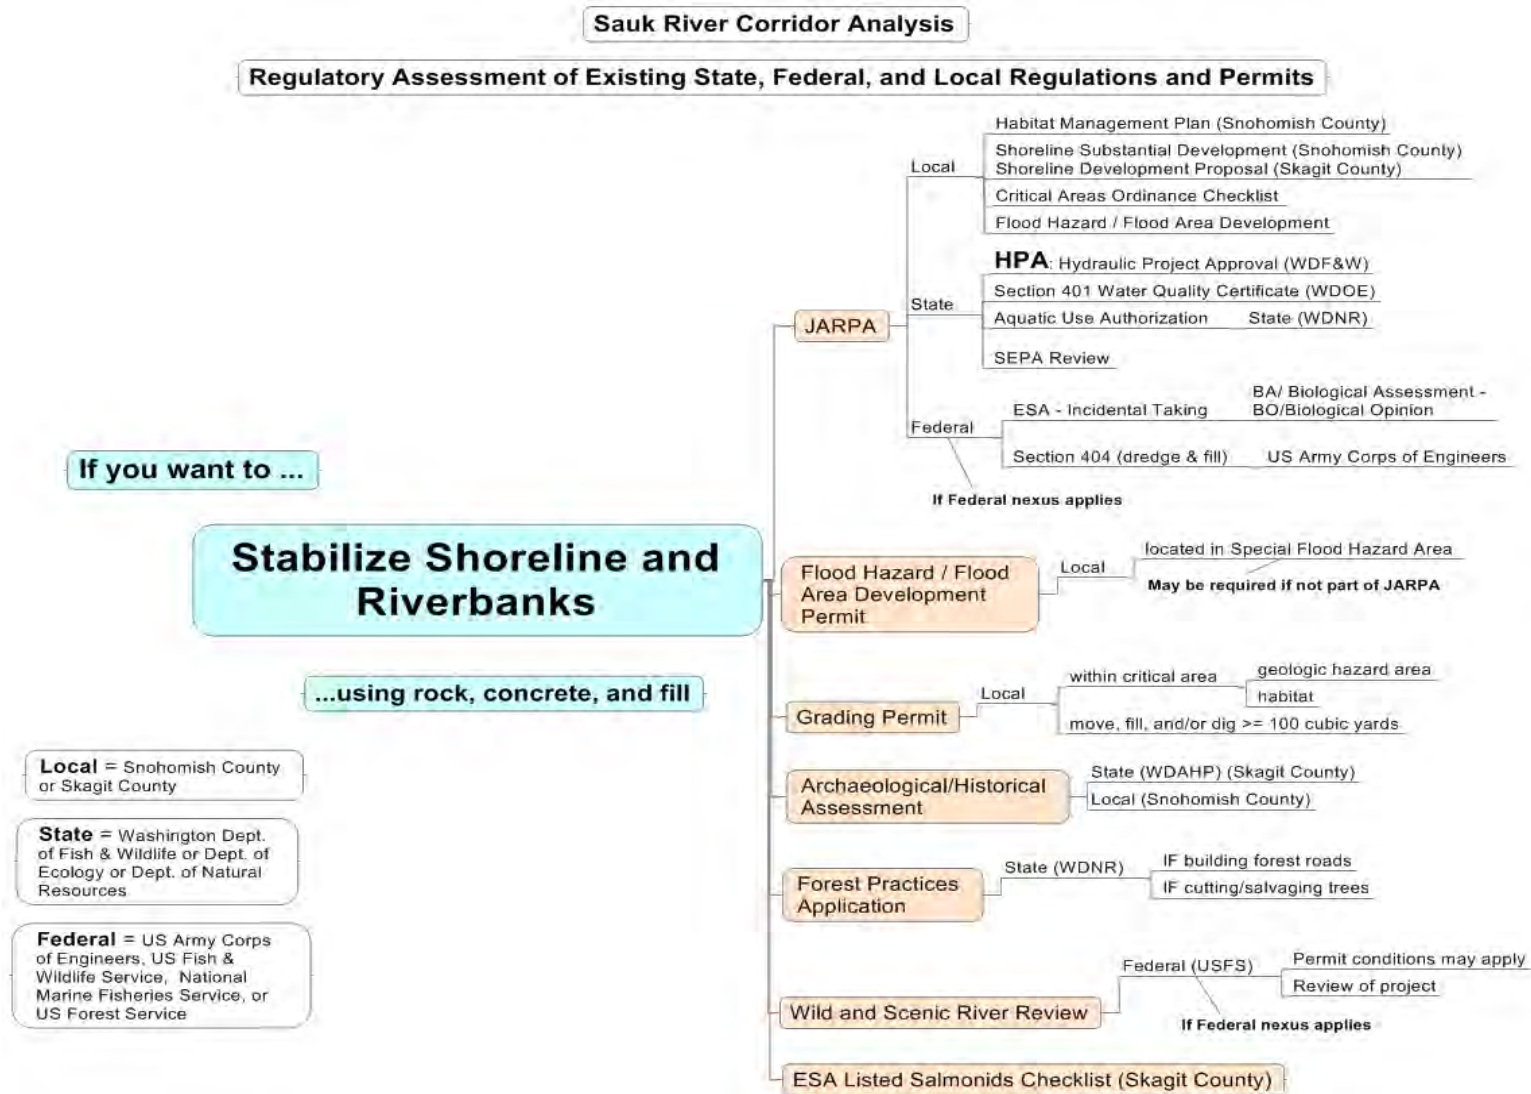 Sauk River Corridor Analysis
Regulatory Assessment of Existing State, Federal, and Local Regulations and Permits
If you want to ...
Stabilize Shoreline and
Riverbanks
...using rock, concrete, and fill
Local = Snohomish County
or Skagit County
State = Washington Dept.
of Fish & Wildlife or Dept. of
Ecology or Dept. of Natural
Resources
Federal = US Army Corps
of Engineers, US Fish &
Wildlife Service, National
Marine Fisheries Service, or
US Forest Service
JARPA
Local
Habitat Management Plan (Snohomish County)
Shoreline Substantial Development (Snohomish County)
Shoreline Development Proposal (Skagit County)
Critical Areas Ordinance Checklist
Flood Hazard / Flood Area Development
State
HPA: Hydraulic Project Approval (WDF&W)
Section 401 Water Quality Certificate (WDOE)
Aquatic Use Authorization
State (WDNR)
SEPA Review
Federal
ESA - Incidental Taking
BA/ Biological Assessment -
BO/Biological Opinion
Section 404 (dredge & fill)
US Army Corps of Engineers
If Federal nexus applies
Flood Hazard / Flood
Area Development
Permit
Local
located in Special Flood Hazard Area
May be required if not part of JARPA
Grading Permit
Local
within critical area
geologic hazard area
habitat
move, fill, and/or dig >= 100 cubic yards
Archaeological/Historical
Assessment
State (WDAHP) (Skagit County)
Local (Snohomish County)
Forest Practices
Application
State (WDNR)
IF building forest roads
IF cutting/salvaging trees
Wild and Scenic River Review
Federal (USFS)
Permit conditions may apply
Review of project
If Federal nexus applies
ESA Listed Salmonids Checklist (Skagit County)